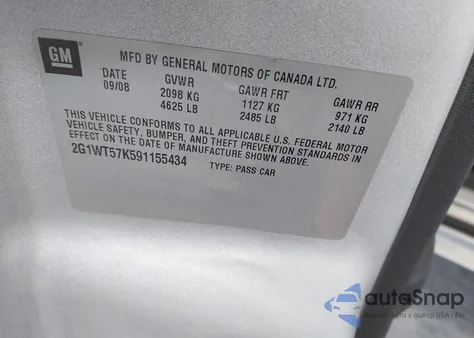 GM
MFD BY GENERAL MOTORS OF CANADA LTD.
DATE GVWR GAWR FRT GAWR RR
09/08 2098 KG 1127 KG 971 KG
4625 LB 2485 LB 2140 LB
THIS VEHICLE CONFORMS TO ALL APPLICABLE U.S. FEDERAL MOTOR
VEHICLE SAFETY, BUMPER, AND THEFT PREVENTION STANDARDS IN
EFFECT ON THE DATE OF MANUFACTURE SHOWN ABOVE.
2G1WT57K591155434 TYPE: PASS CAR
autoSnap
z aukcji USA i